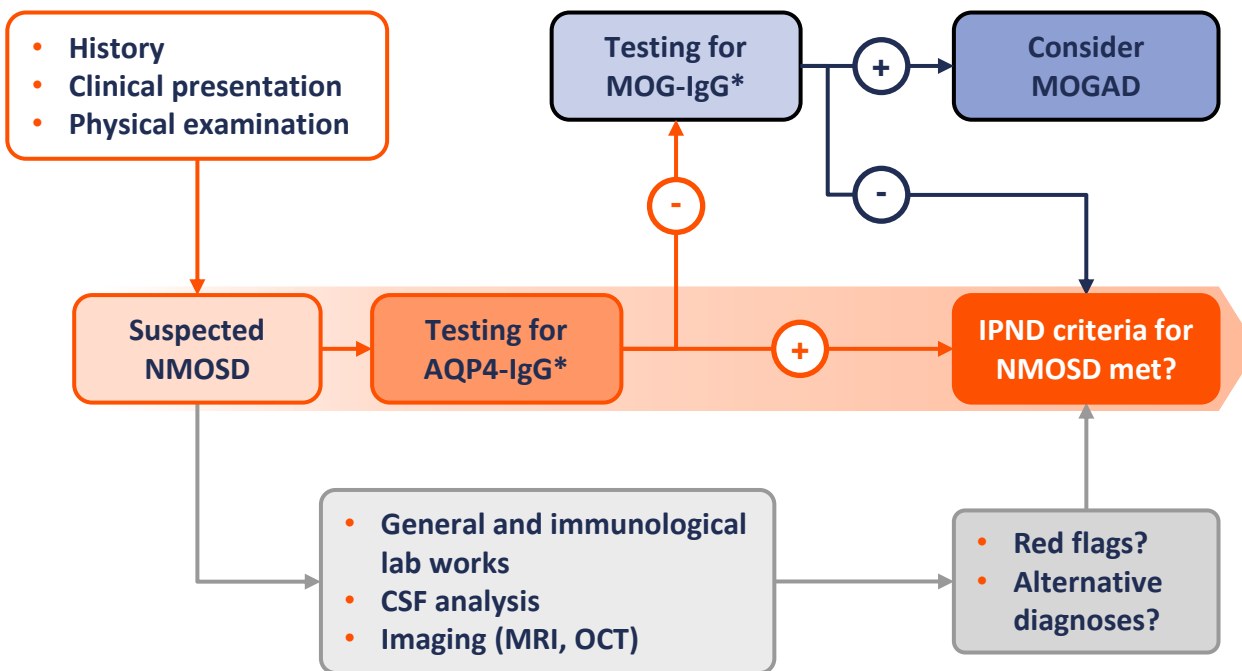 • History
• Clinical presentation
• Physical examination
Testing for
MOG-IgG*
+
Consider
MOGAD
-
-
Suspected
NMOSD
Testing for
AQP4-IgG*
+
IPND criteria for
NMOSD met?
• General and immunological
lab works
• CSF analysis
• Imaging (MRI, OCT)
• Red flags?
• Alternative
diagnoses?